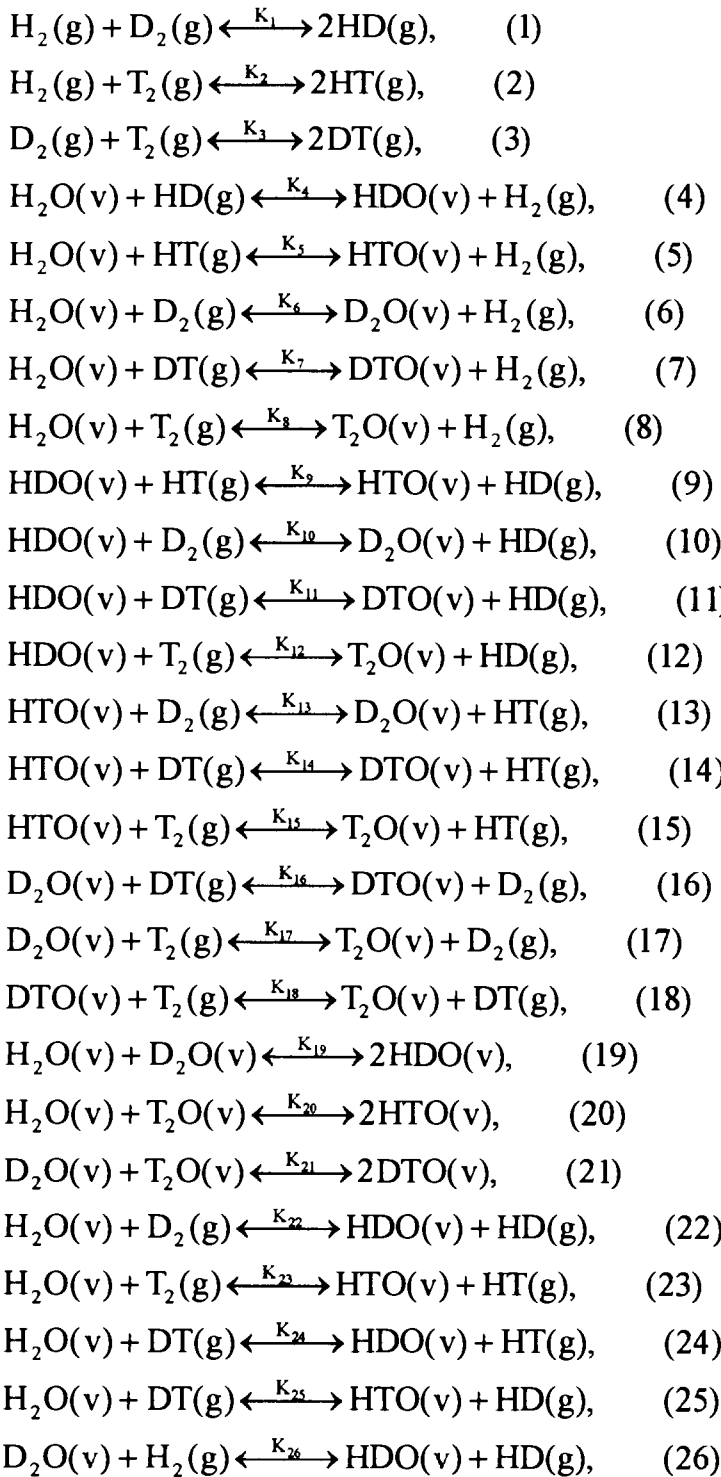 H₂(g) + D₂(g) ←K₁→ 2HD(g), (1)
H₂(g) + T₂(g) ←K₂→ 2HT(g), (2)
D₂(g) + T₂(g) ←K₃→ 2DT(g), (3)
H₂O(v) + HD(g) ←K₄→ HDO(v) + H₂(g), (4)
H₂O(v) + HT(g) ←K₅→ HTO(v) + H₂(g), (5)
H₂O(v) + D₂(g) ←K₆→ D₂O(v) + H₂(g), (6)
H₂O(v) + DT(g) ←K₇→ DTO(v) + H₂(g), (7)
H₂O(v) + T₂(g) ←K₈→ T₂O(v) + H₂(g), (8)
HDO(v) + HT(g) ←K₉→ HTO(v) + HD(g), (9)
HDO(v) + D₂(g) ←K₁₀→ D₂O(v) + HD(g), (10)
HDO(v) + DT(g) ←K₁₁→ DTO(v) + HD(g), (11)
HDO(v) + T₂(g) ←K₁₂→ T₂O(v) + HD(g), (12)
HTO(v) + D₂(g) ←K₁₃→ D₂O(v) + HT(g), (13)
HTO(v) + DT(g) ←K₁₄→ DTO(v) + HT(g), (14)
HTO(v) + T₂(g) ←K₁₅→ T₂O(v) + HT(g), (15)
D₂O(v) + DT(g) ←K₁₆→ DTO(v) + D₂(g), (16)
D₂O(v) + T₂(g) ←K₁₇→ T₂O(v) + D₂(g), (17)
DTO(v) + T₂(g) ←K₁₈→ T₂O(v) + DT(g), (18)
H₂O(v) + D₂O(v) ←K₁₉→ 2HDO(v), (19)
H₂O(v) + T₂O(v) ←K₂₀→ 2HTO(v), (20)
D₂O(v) + T₂O(v) ←K₂₁→ 2DTO(v), (21)
H₂O(v) + D₂(g) ←K₂₂→ HDO(v) + HD(g), (22)
H₂O(v) + T₂(g) ←K₂₃→ HTO(v) + HT(g), (23)
H₂O(v) + DT(g) ←K₂₄→ HDO(v) + HT(g), (24)
H₂O(v) + DT(g) ←K₂₅→ HTO(v) + HD(g), (25)
D₂O(v) + H₂(g) ←K₂₆→ HDO(v) + HD(g), (26)